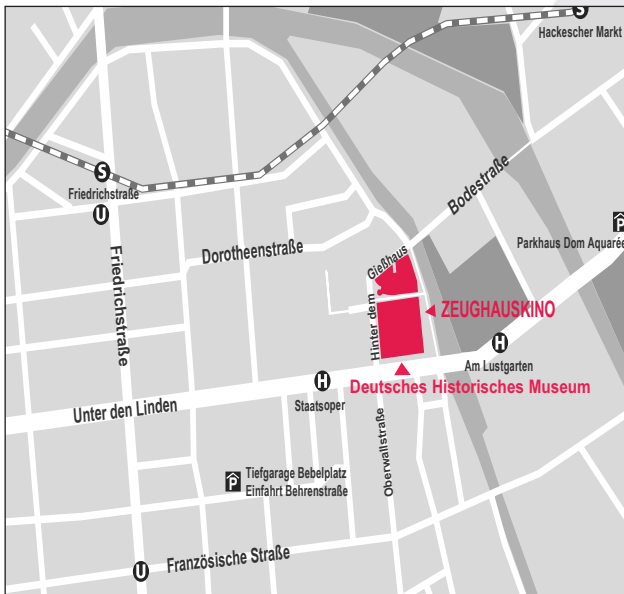 S
Hackescher Markt
S
Friedrichstraße
U
Bodestraße
P
Parkhaus Dom Aquarée
Dorotheenstraße
Gießhaus
Friedrichstraße
Hinter dem
ZEUGHAUSKINO
H
Am Lustgarten
H
Staatsoper
Deutsches Historisches Museum
Unter den Linden
Oberwallstraße
P
Tiefgarage Bebelplatz
Einfahrt Behrenstraße
U
Französische Straße